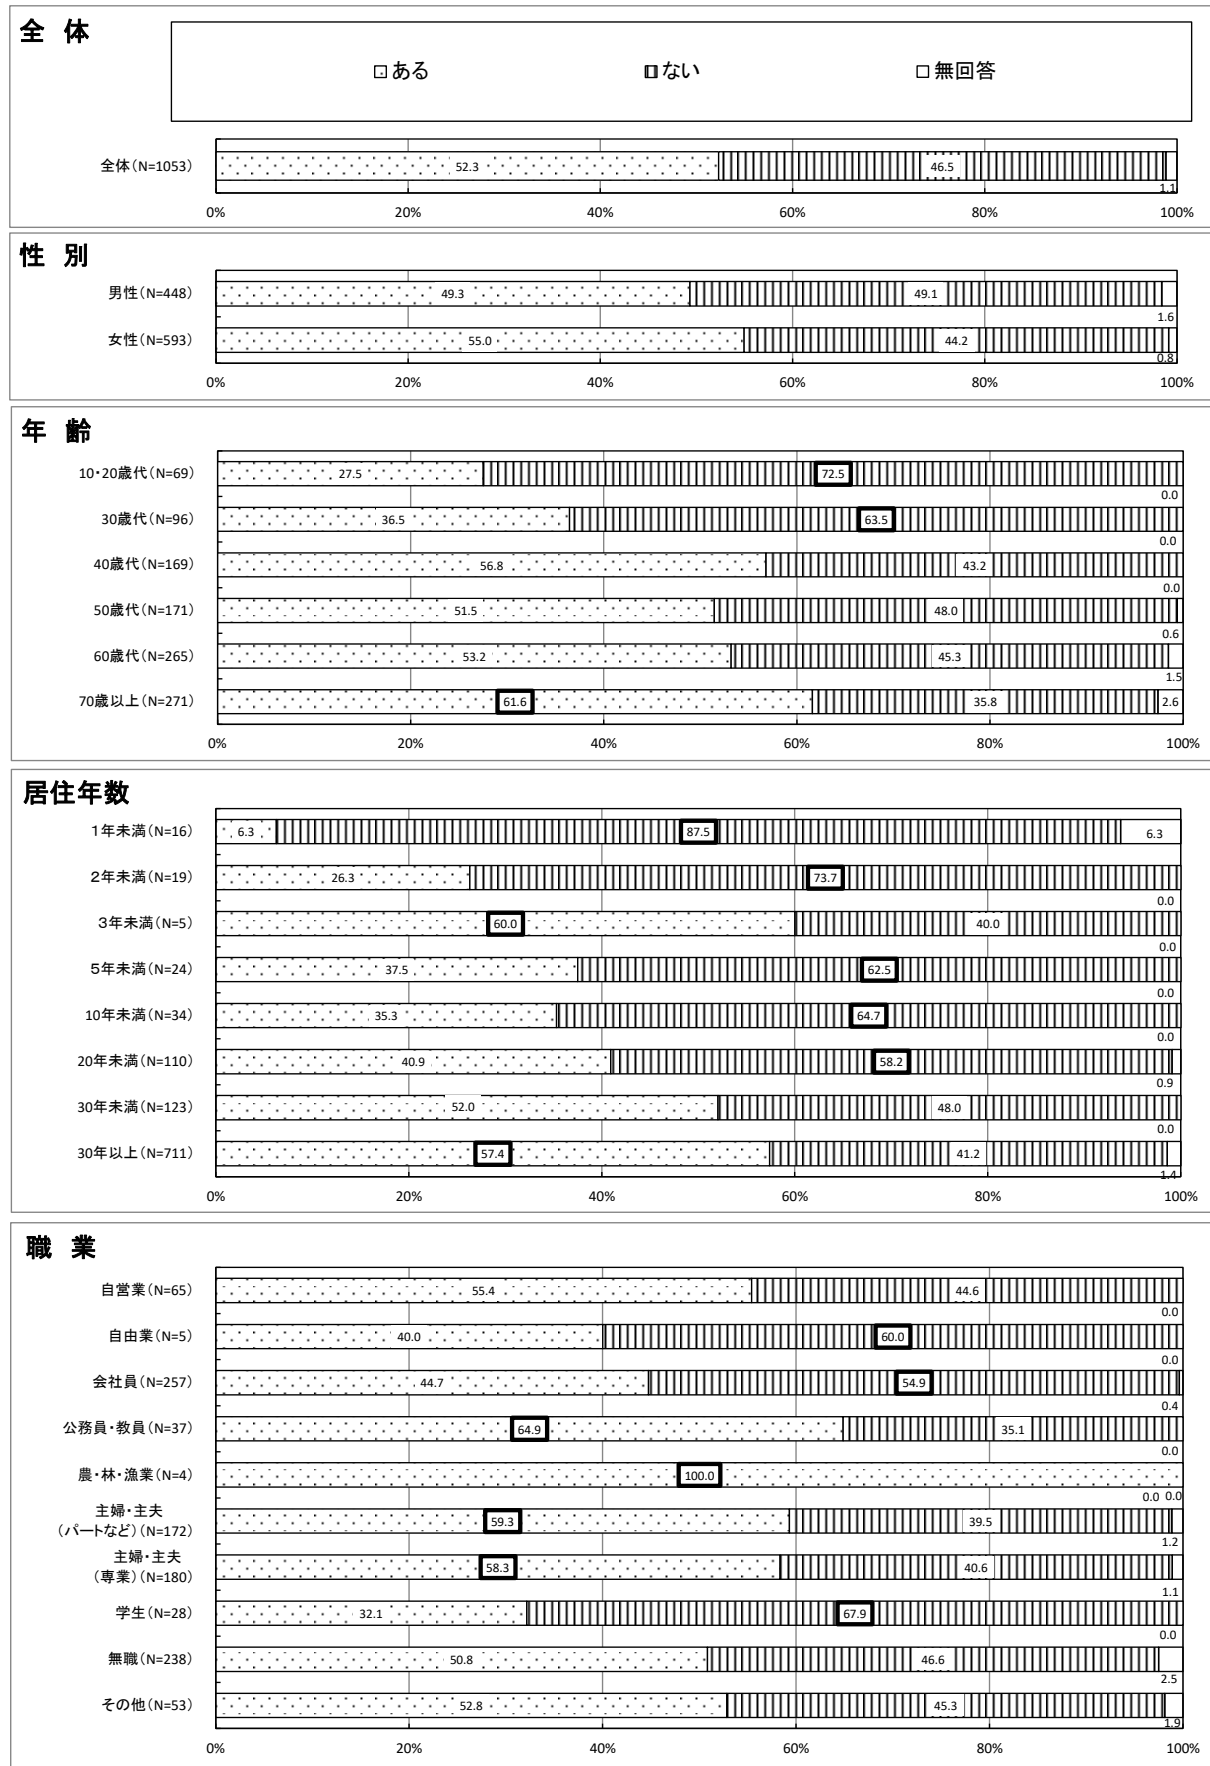 全 体
ある ない 無回答
全体(N=1053) 52.3 46.5 1.1
0% 20% 40% 60% 80% 100%
性 別
男性(N=448) 49.3 49.1 1.6
女性(N=593) 55.0 44.2 0.8
0% 20% 40% 60% 80% 100%
年 齢
10・20歳代(N=69) 27.5 72.5 0.0
30歳代(N=96) 36.5 63.5 0.0
40歳代(N=169) 56.8 43.2 0.0
50歳代(N=171) 51.5 48.0 0.6
60歳代(N=265) 53.2 45.3 1.5
70歳以上(N=271) 61.6 35.8 2.6
0% 20% 40% 60% 80% 100%
居住年数
1年未満(N=16) 6.3 87.5 6.3
2年未満(N=19) 26.3 73.7 0.0
3年未満(N=5) 60.0 40.0 0.0
5年未満(N=24) 37.5 62.5 0.0
10年未満(N=34) 35.3 64.7 0.0
20年未満(N=110) 40.9 58.2 0.9
30年未満(N=123) 52.0 48.0 0.0
30年以上(N=711) 57.4 41.2 1.4
0% 20% 40% 60% 80% 100%
職 業
自営業(N=65) 55.4 44.6 0.0
自由業(N=5) 40.0 60.0 0.0
会社員(N=257) 44.7 54.9 0.4
公務員・教員(N=37) 64.9 35.1 0.0
農・林・漁業(N=4) 100.0 0.0 0.0
主婦・主夫
(パートなど)(N=172) 59.3 39.5 1.2
主婦・主夫
(専業)(N=180) 58.3 40.6 1.1
学生(N=28) 32.1 67.9 0.0
無職(N=238) 50.8 46.6 2.5
その他(N=53) 52.8 45.3 1.9
0% 20% 40% 60% 80% 100%